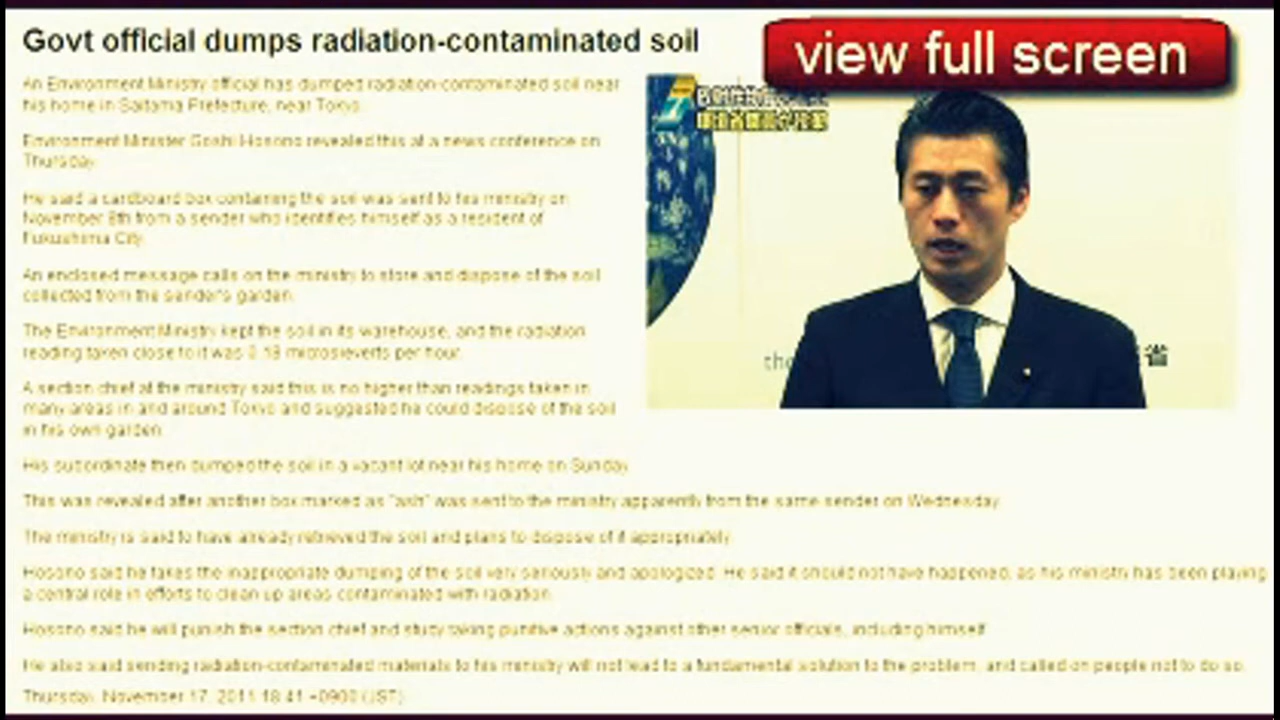 Govt official dumps radiation-contaminated soil
view full screen
An Environment Ministry official has dumped radiation-contaminated soil near
his home in Saitama Prefecture, near Tokyo.
Environment Minister Goshi Hosono revealed this at a news conference on
Thursday.
He said a cardboard box containing the soil was sent to his ministry on
November 8th from a sender who identifies himself as a resident of
Fukushima City.
An enclosed message calls on the ministry to store and dispose of the soil
collected from the sender's garden.
The Environment Ministry kept the soil in its warehouse, and the radiation
reading taken close to it was 0.18 microsieverts per hour.
A section chief at the ministry said this is no higher than readings taken in
many areas in and around Tokyo and suggested he could dispose of the soil
in his own garden.
His subordinate then dumped the soil in a vacant lot near his home on Sunday.
This was revealed after another box marked as "ash" was sent to the ministry apparently from the same sender on Wednesday.
The ministry is said to have already retrieved the soil and plans to dispose of it appropriately.
Hosono said he takes the inappropriate dumping of the soil very seriously and apologized. He said it should not have happened, as his ministry has been playing
a central role in efforts to clean up areas contaminated with radiation.
Hosono said he will punish the section chief and study taking punitive actions against other senior officials, including himself.
He also said sending radiation-contaminated materials to his ministry will not lead to a fundamental solution to the problem, and called on people not to do so.
Thursday, November 17, 2011 18:41 +0900 (JST)
the
省